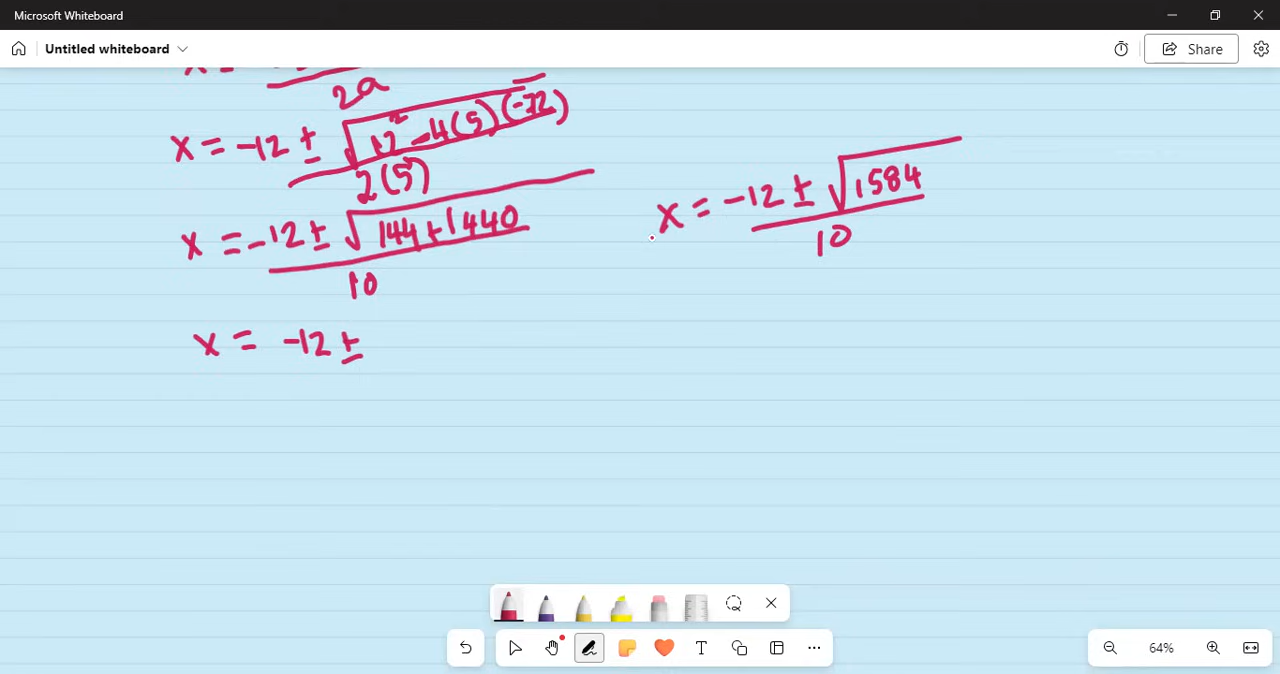 Microsoft Whiteboard
Untitled whiteboard
Share
2a
x = -12 ± √12² -4(5)(-72)
2(5)
x = -12 ± √144+1440
10
x = -12 ±
x = -12 ± √1584
10
64%